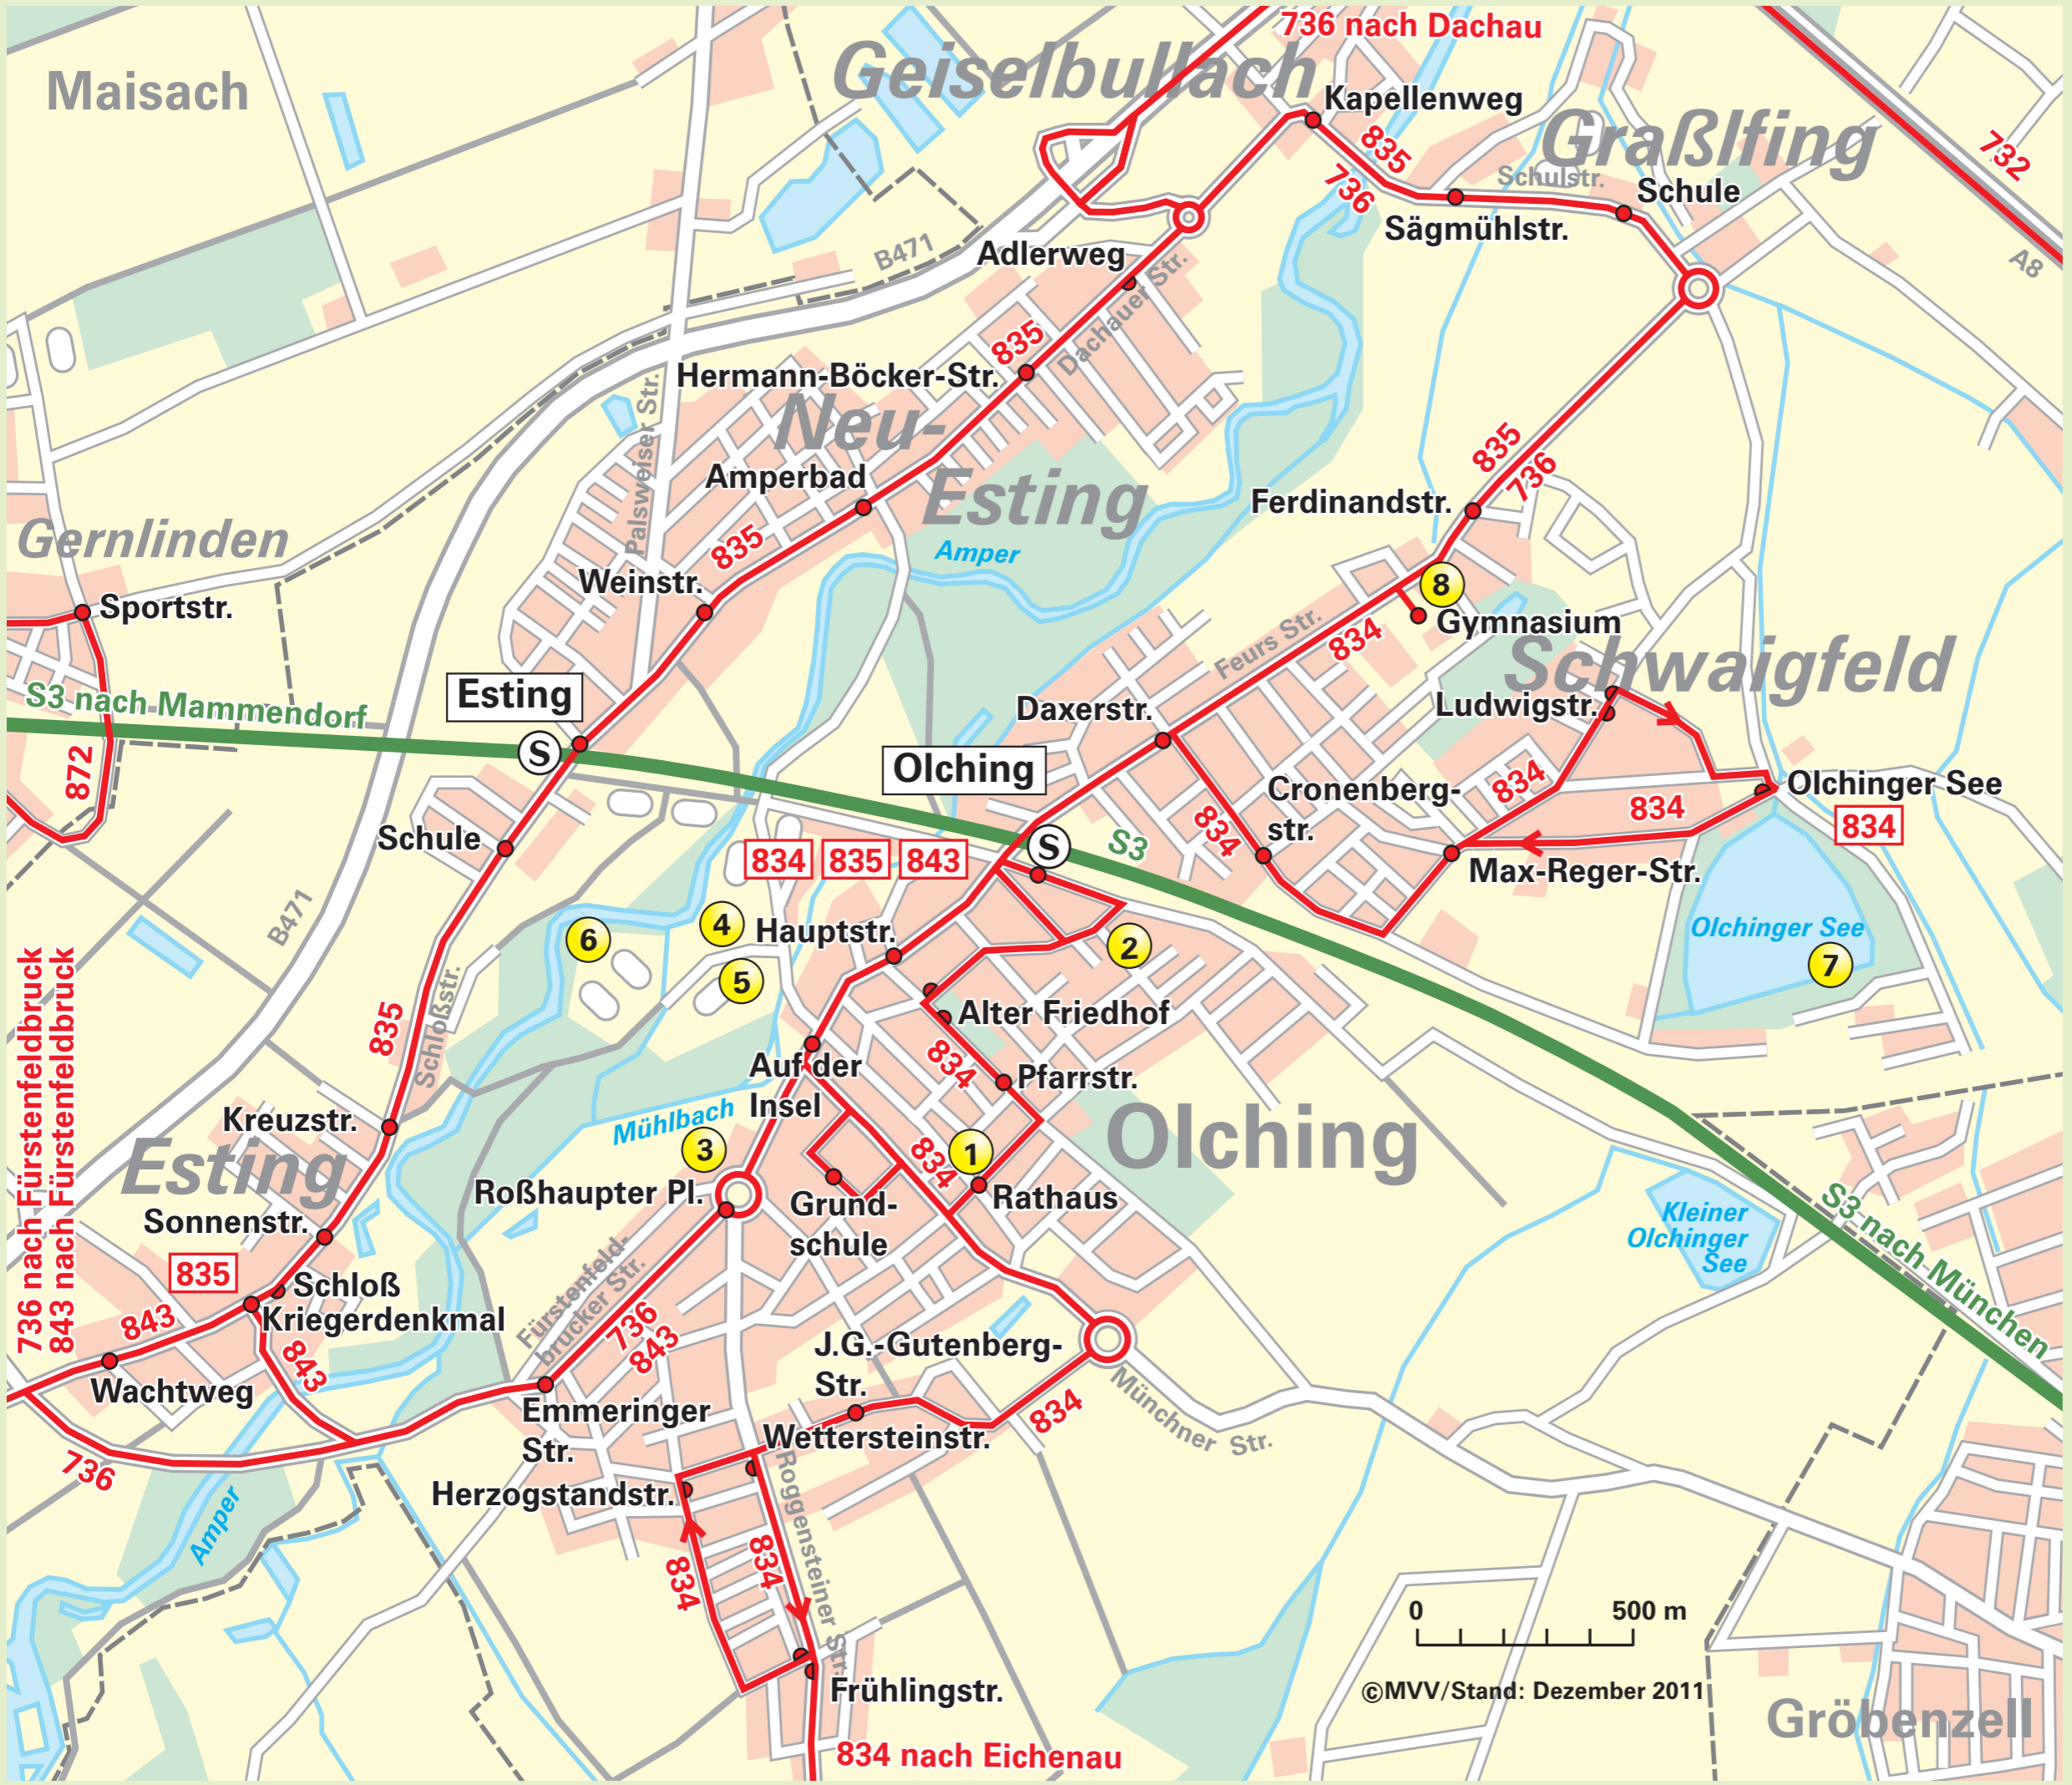 736 nach Dachau
Geiselbullach
Maisach
Kapellenweg
Graßlfing
835
736
732
Schulstr.
Schule
Sägmühlstr.
Adlerweg
B471
A8
Dachauer Str.
835
Hermann-Böcker-Str.
Palsweiser Str.
Neu-
Esting
Amperbad
835
736
Ferdinandstr.
Gernlinden
835
Amper
Weinstr.
8
Sportstr.
Gymnasium
Feurs Str.
834
Schwaigfeld
S3 nach Mammendorf
Esting
S
Daxerstr.
Ludwigstr.
872
Olching
Cronenberg-
str.
834
Olchinger See
834
834
834
Schule
834 835 843
S
S3
Max-Reger-Str.
B471
6
4
Hauptstr.
2
5
Olchinger See
7
736 nach Fürstenfeldbruck
843 nach Fürstenfeldbruck
835
Schloßstr.
Alter Friedhof
834
Auf der
Insel
Pfarrstr.
Kreuzstr.
Mühlbach
3
Olching
Esting
834
1
Roßhaupter Pl.
Rathaus
Grund-
schule
Sonnenstr.
Kleiner
Olchinger
See
S3 nach München
835
Schloß
Kriegerdenkmal
Fürstenfeld-
brucker Str.
843
736
843
843
J.G.-Gutenberg-
Str.
Wachtweg
Emmeringer
Str.
834
Münchner Str.
Wettersteinstr.
736
Herzogstandstr.
Roggensteiner Str.
Amper
834
834
0 500 m
Frühlingstr.
©MVV/Stand: Dezember 2011
Gröbenzell
834 nach Eichenau